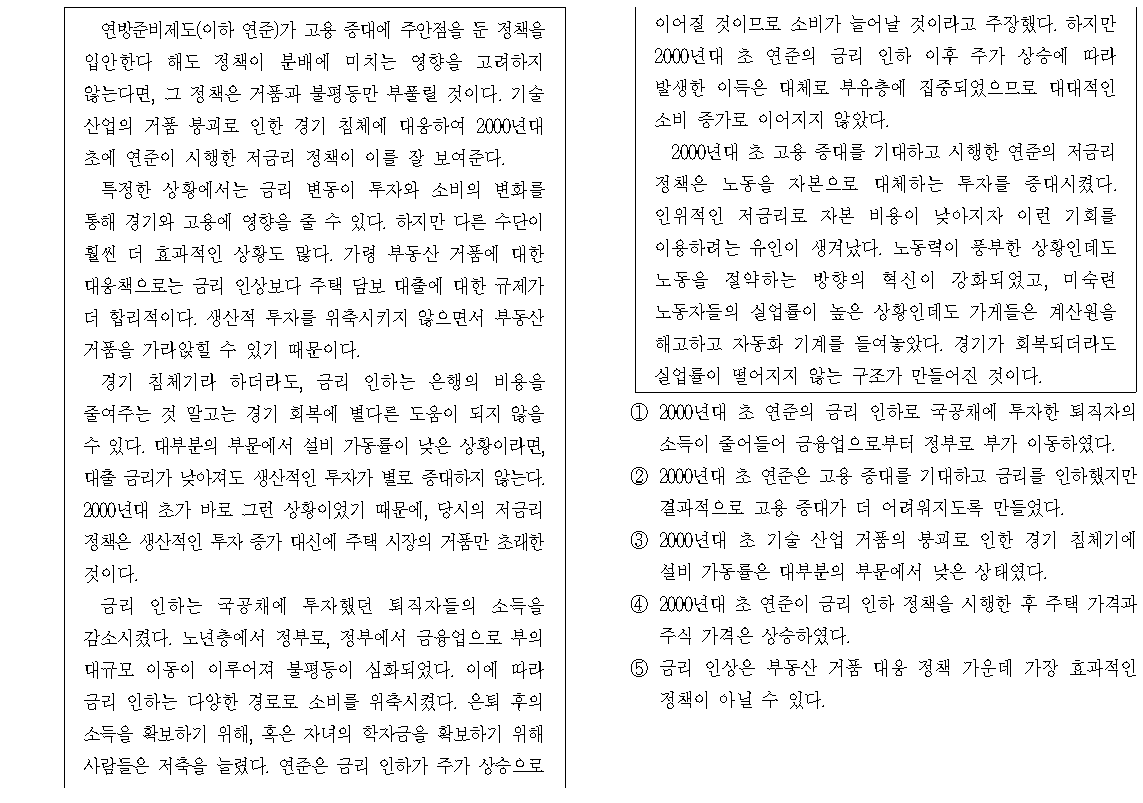 연방준비제도(이하 연준)가 고용 증대에 주안점을 둔 정책을
입안한다 해도 정책이 분배에 미치는 영향을 고려하지
않는다면, 그 정책은 거품과 불평등만 부풀릴 것이다. 기술
산업의 거품 붕괴로 인한 경기 침체에 대응하여 2000년대
초에 연준이 시행한 저금리 정책이 이를 잘 보여준다.
특정한 상황에서는 금리 변동이 투자와 소비의 변화를
통해 경기와 고용에 영향을 줄 수 있다. 하지만 다른 수단이
훨씬 더 효과적인 상황도 많다. 가령 부동산 거품에 대한
대응책으로는 금리 인상보다 주택 담보 대출에 대한 규제가
더 합리적이다. 생산적 투자를 위축시키지 않으면서 부동산
거품을 가라앉힐 수 있기 때문이다.
경기 침체기라 하더라도, 금리 인하는 은행의 비용을
줄여주는 것 말고는 경기 회복에 별다른 도움이 되지 않을
수 있다. 대부분의 부문에서 설비 가동률이 낮은 상황이라면,
대출 금리가 낮아져도 생산적인 투자가 별로 증대하지 않는다.
2000년대 초가 바로 그런 상황이었기 때문에, 당시의 저금리
정책은 생산적인 투자 증가 대신에 주택 시장의 거품만 초래한
것이다.
금리 인하는 국공채에 투자했던 퇴직자들의 소득을
감소시켰다. 노년층에서 정부로, 정부에서 금융업으로 부의
대규모 이동이 이루어져 불평등이 심화되었다. 이에 따라
금리 인하는 다양한 경로로 소비를 위축시켰다. 은퇴 후의
소득을 확보하기 위해, 혹은 자녀의 학자금을 확보하기 위해
사람들은 저축을 늘렸다. 연준은 금리 인하가 주가 상승으로
이어질 것이므로 소비가 늘어날 것이라고 주장했다. 하지만
2000년대 초 연준의 금리 인하 이후 주가 상승에 따라
발생한 이득은 대체로 부유층에 집중되었으므로 대대적인
소비 증가로 이어지지 않았다.
2000년대 초 고용 증대를 기대하고 시행한 연준의 저금리
정책은 노동을 자본으로 대체하는 투자를 증대시켰다.
인위적인 저금리로 자본 비용이 낮아지자 이런 기회를
이용하려는 유인이 생겨났다. 노동력이 풍부한 상황인데도
노동을 절약하는 방향의 혁신이 강화되었고, 미숙련
노동자들의 실업률이 높은 상황인데도 가게들은 계산원을
해고하고 자동화 기계를 들여놓았다. 경기가 회복되더라도
실업률이 떨어지지 않는 구조가 만들어진 것이다.
① 2000년대 초 연준의 금리 인하로 국공채에 투자한 퇴직자의
소득이 줄어들어 금융업으로부터 정부로 부가 이동하였다.
② 2000년대 초 연준은 고용 증대를 기대하고 금리를 인하했지만
결과적으로 고용 증대가 더 어려워지도록 만들었다.
③ 2000년대 초 기술 산업 거품의 붕괴로 인한 경기 침체기에
설비 가동률은 대부분의 부문에서 낮은 상태였다.
④ 2000년대 초 연준이 금리 인하 정책을 시행한 후 주택 가격과
주식 가격은 상승하였다.
⑤ 금리 인상은 부동산 거품 대응 정책 가운데 가장 효과적인
정책이 아닐 수 있다.